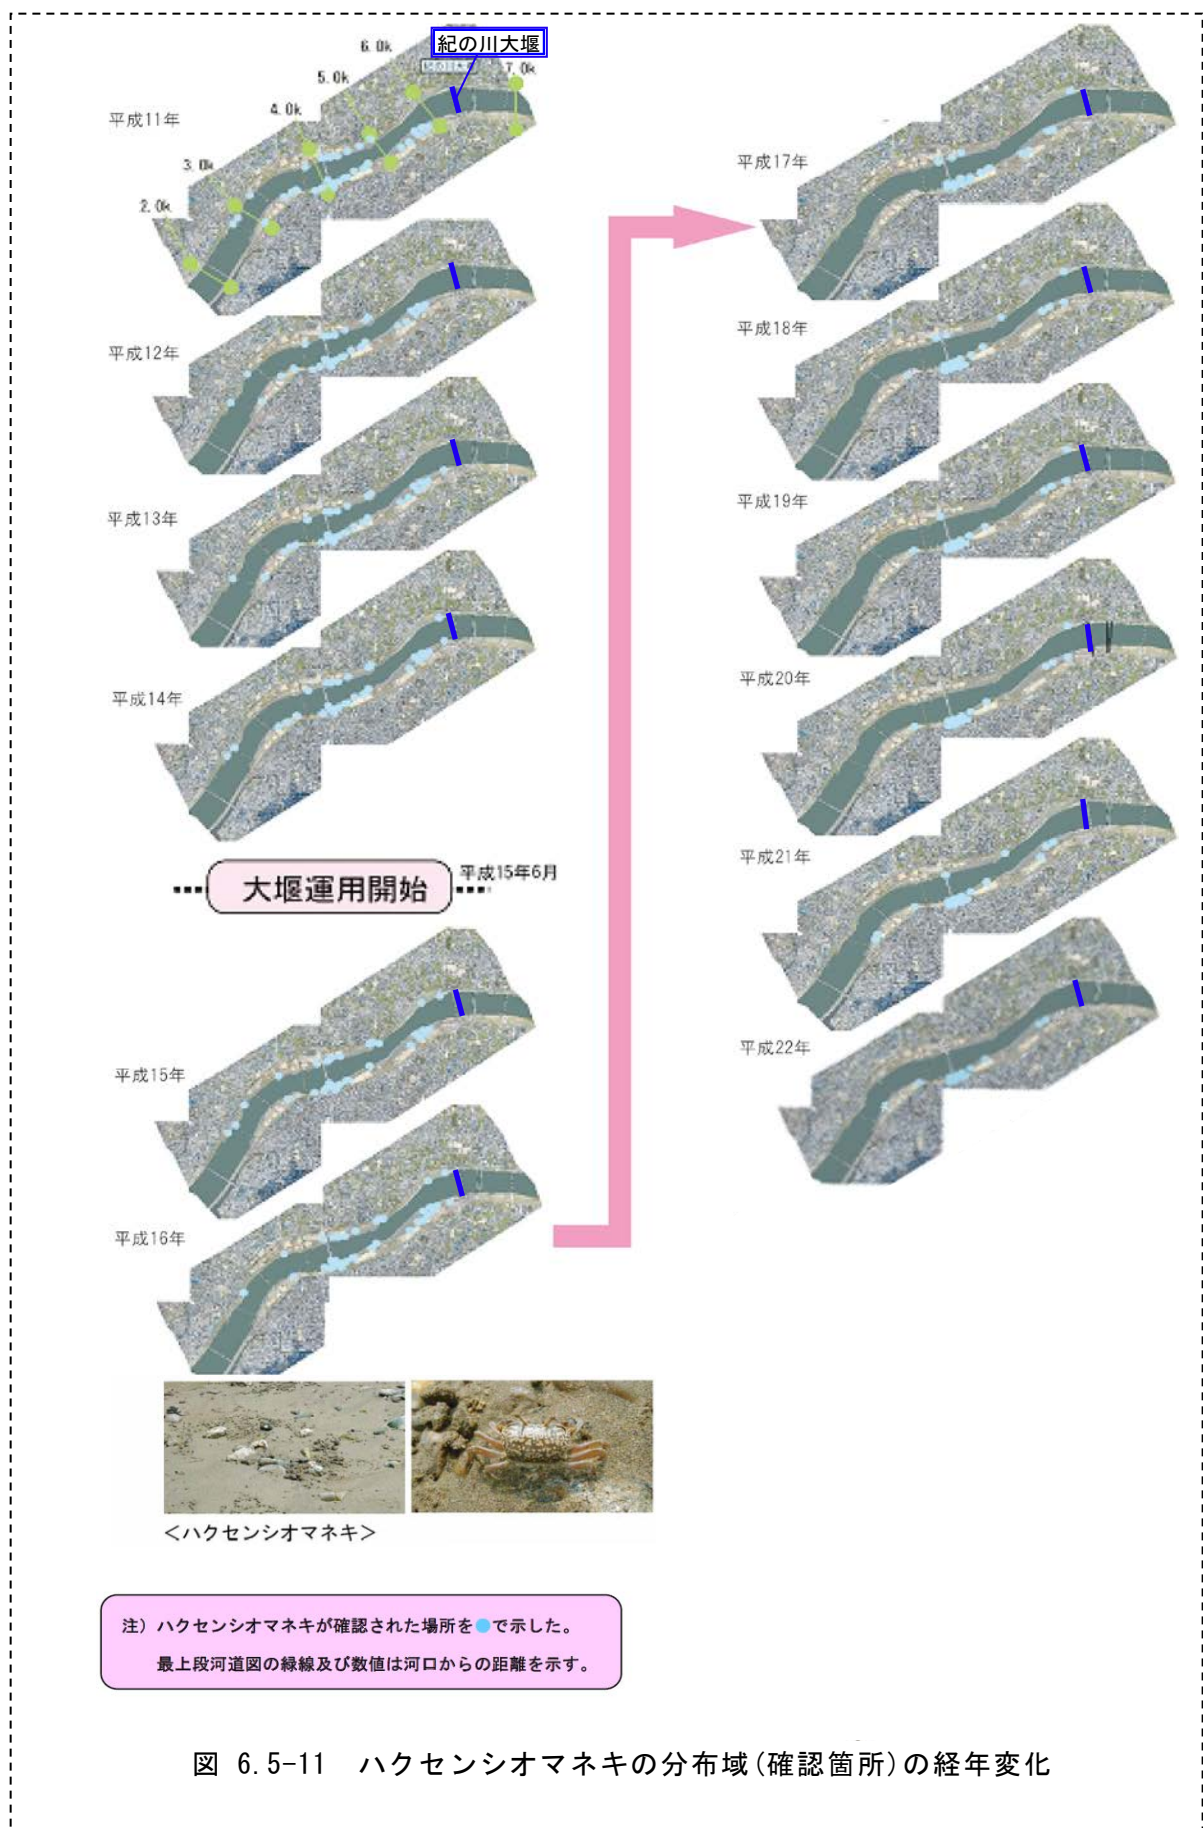 紀の川大堰
6.0k
7.0k
5.0k
4.0k
3.0k
2.0k
平成11年
平成12年
平成13年
平成14年
大堰運用開始
平成15年6月
平成15年
平成16年
平成17年
平成18年
平成19年
平成20年
平成21年
平成22年
＜ハクセンシオマネキ＞
注）ハクセンシオマネキが確認された場所を●で示した。
最上段河道図の緑線及び数値は河口からの距離を示す。
図 6.5-11　ハクセンシオマネキの分布域(確認箇所)の経年変化